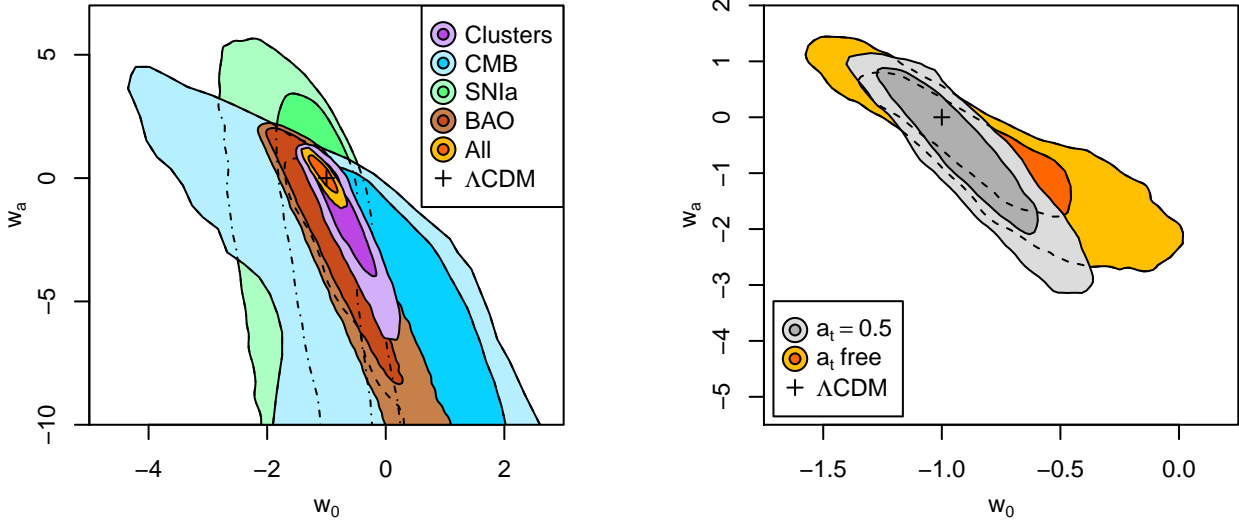 5
0
−5
−10
w_a
−4
−2
0
2
w_0
Clusters
CMB
SNIa
BAO
All
ΛCDM
2
1
0
−1
−2
−3
−4
−5
w_a
−1.5
−1.0
−0.5
0.0
w_0
a_t = 0.5
a_t free
ΛCDM